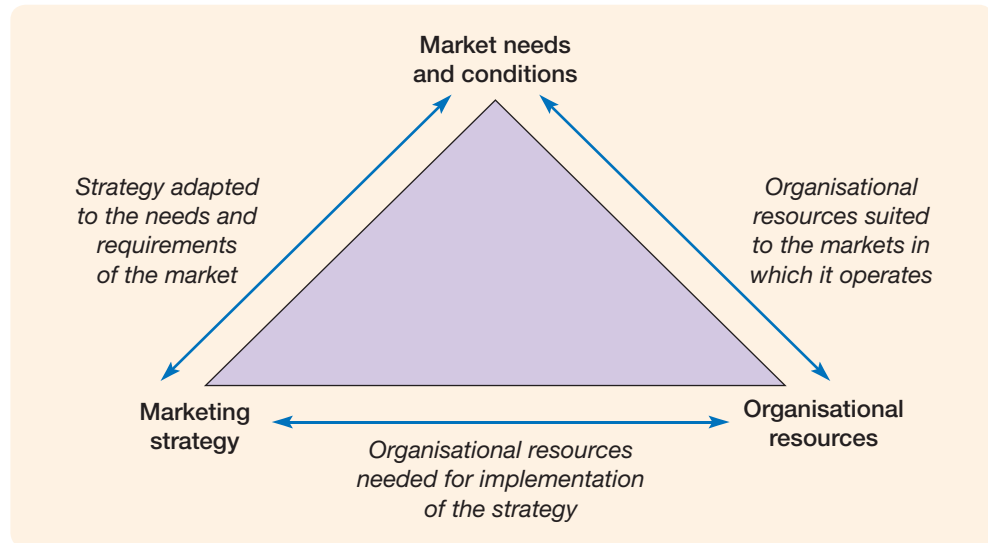 Market needs
and conditions
Strategy adapted
to the needs and
requirements
of the market
Organisational
resources suited
to the markets in
which it operates
Marketing
strategy
Organisational
resources
Organisational resources
needed for implementation
of the strategy